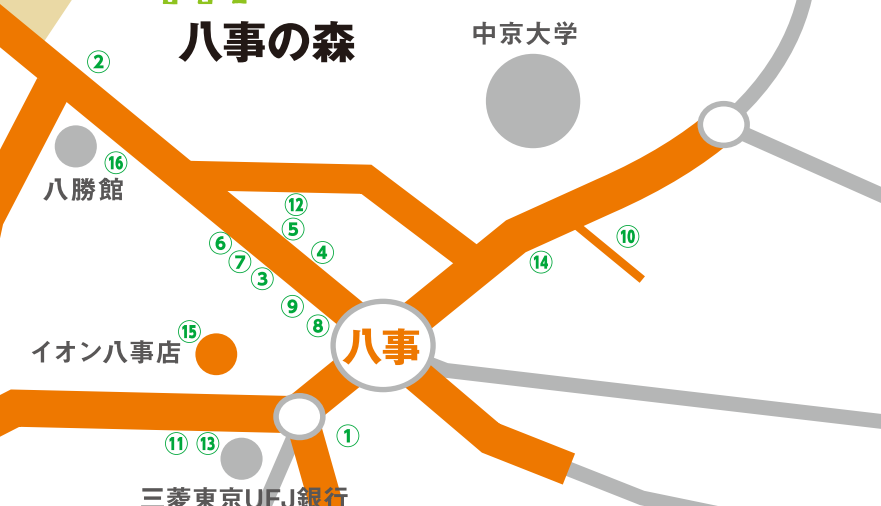 八事の森
中京大学
②
⑯
八勝館
⑫
⑤
④
⑥
⑦
③
⑩
⑭
⑨
⑧
⑮
イオン八事店
八事
①
⑪
⑬
三菱東京UFJ銀行